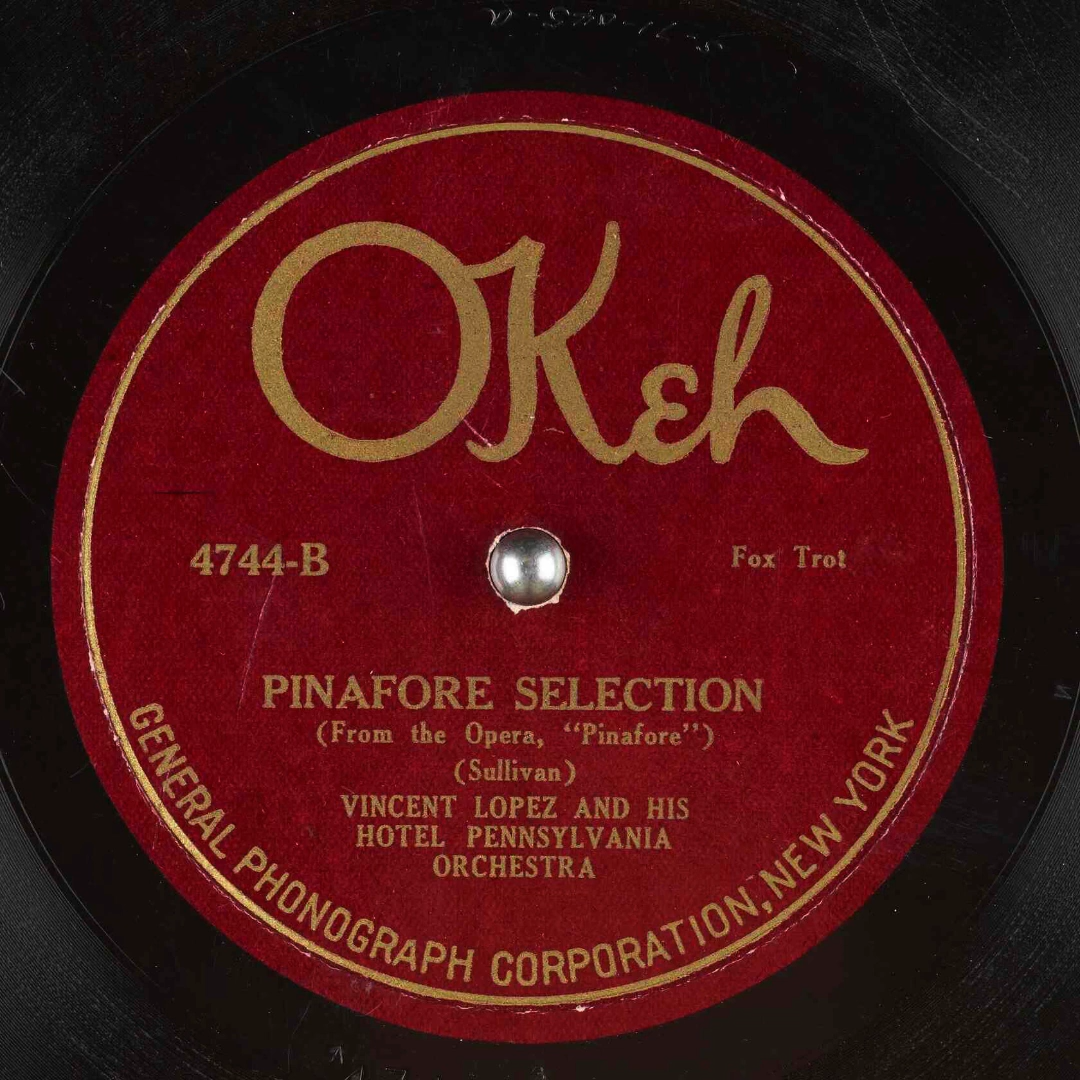 OKeh
4744-B
Fox Trot
PINAFORE SELECTION
(From the Opera, "Pinafore")
(Sullivan)
VINCENT LOPEZ AND HIS
HOTEL PENNSYLVANIA
ORCHESTRA
GENERAL PHONOGRAPH CORPORATION, NEW YORK